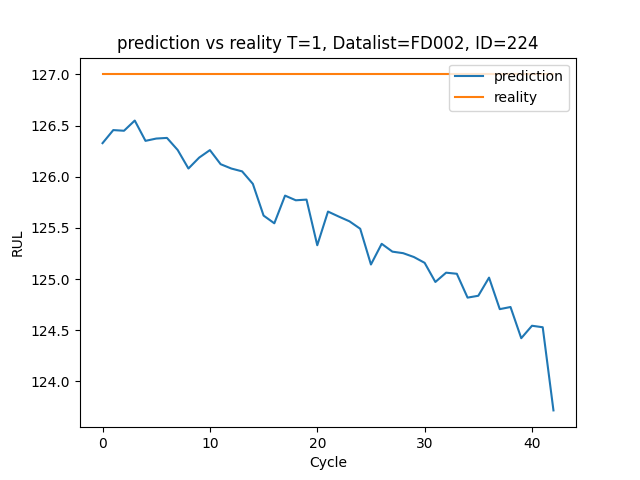 prediction vs reality T=1, Datalist=FD002, ID=224
127.0
126.5
126.0
125.5
125.0
124.5
124.0
RUL
prediction
reality
0 10 20 30 40
Cycle